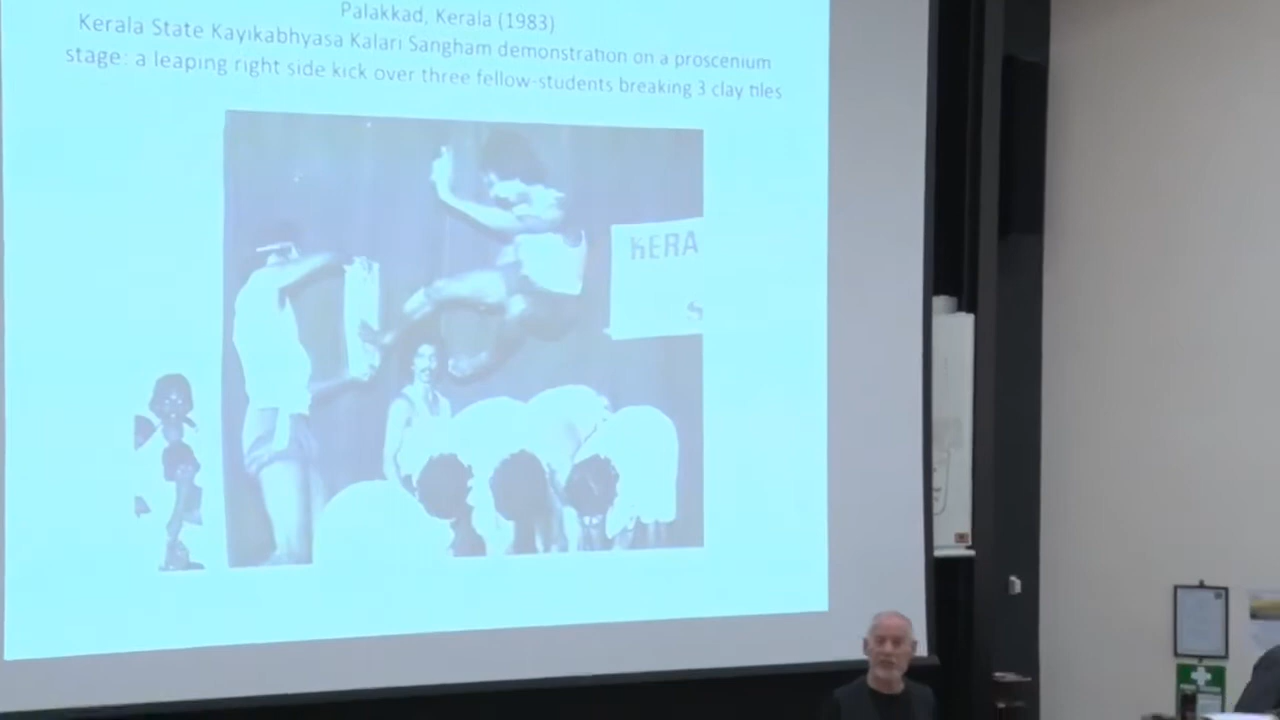 Palakkad, Kerala (1983)
Kerala State Kayikabhyasa Kalari Sangham demonstration on a proscenium
stage: a leaping right side kick over three fellow-students breaking 3 clay tiles
KERA
S